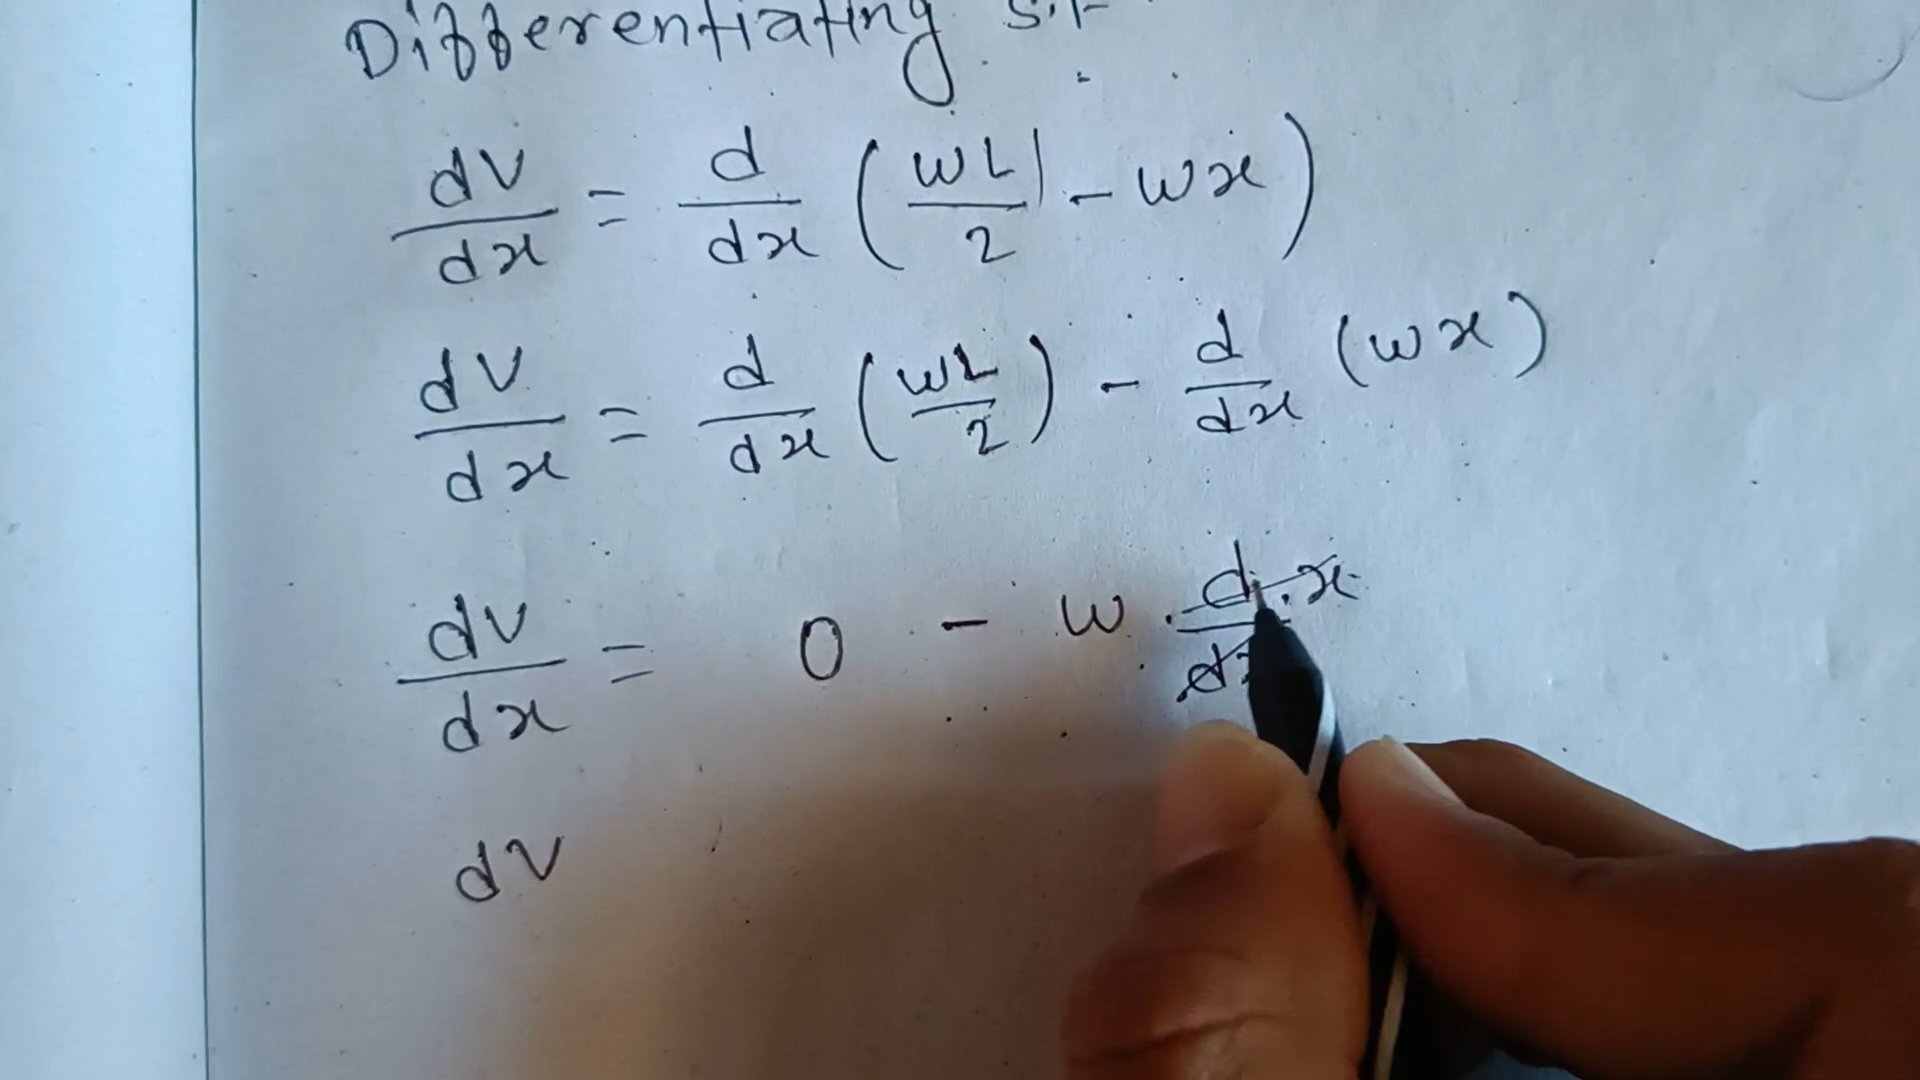 Differentiating
dV/dx = d/dx (WL/2 - Wx)
dV/dx = d/dx (WL/2) - d/dx (Wx)
dV/dx = 0 - W . d.x/dx
dV